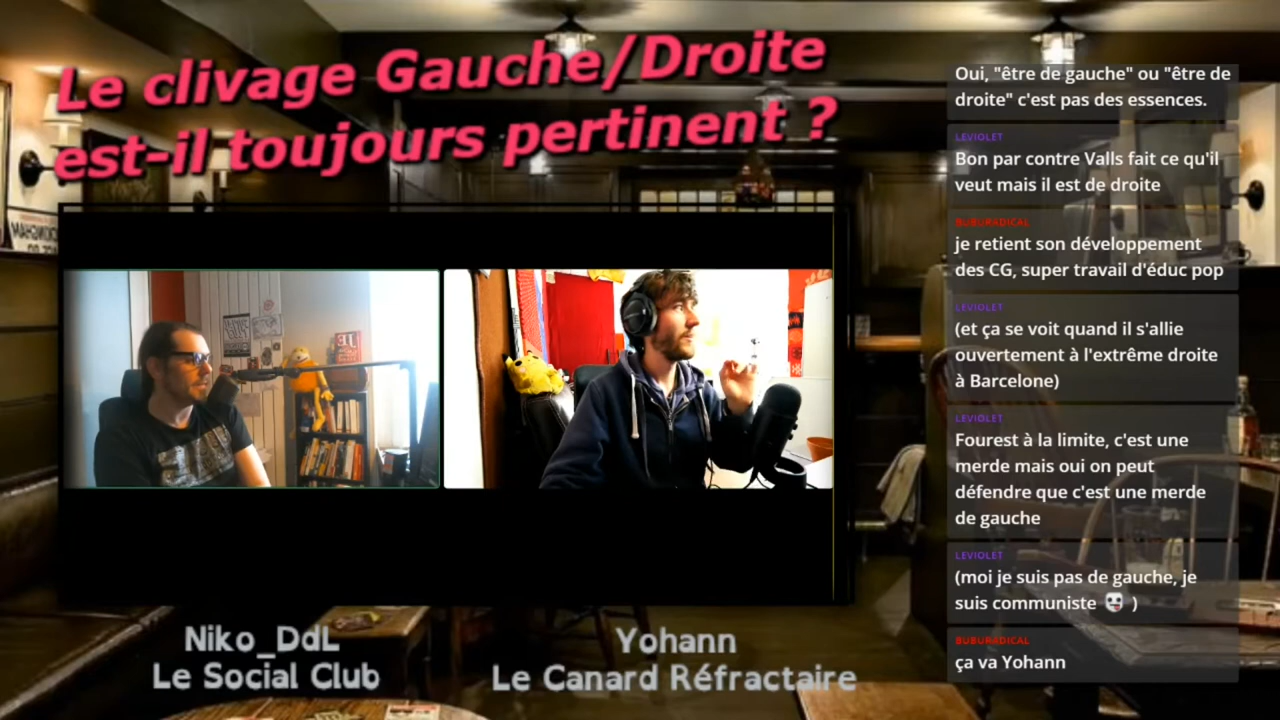 Le clivage Gauche/Droite
est-il toujours pertinent ?
Niko_DdL
Le Social Club
Yohann
Le Canard Réfractaire
Oui, "être de gauche" ou "être de
droite" c'est pas des essences.
LEVIOLET
Bon par contre Valls fait ce qu'il
veut mais il est de droite
BUBURADICAL
je retient son développement
des CG, super travail d'éduc pop
LEVIOLET
(et ça se voit quand il s'allie
ouvertement à l'extrême droite
à Barcelone)
LEVIOLET
Fourest à la limite, c'est une
merde mais oui on peut
défendre que c'est une merde
de gauche
LEVIOLET
(moi je suis pas de gauche, je
suis communiste 🤪 )
BUBURADICAL
ça va Yohann